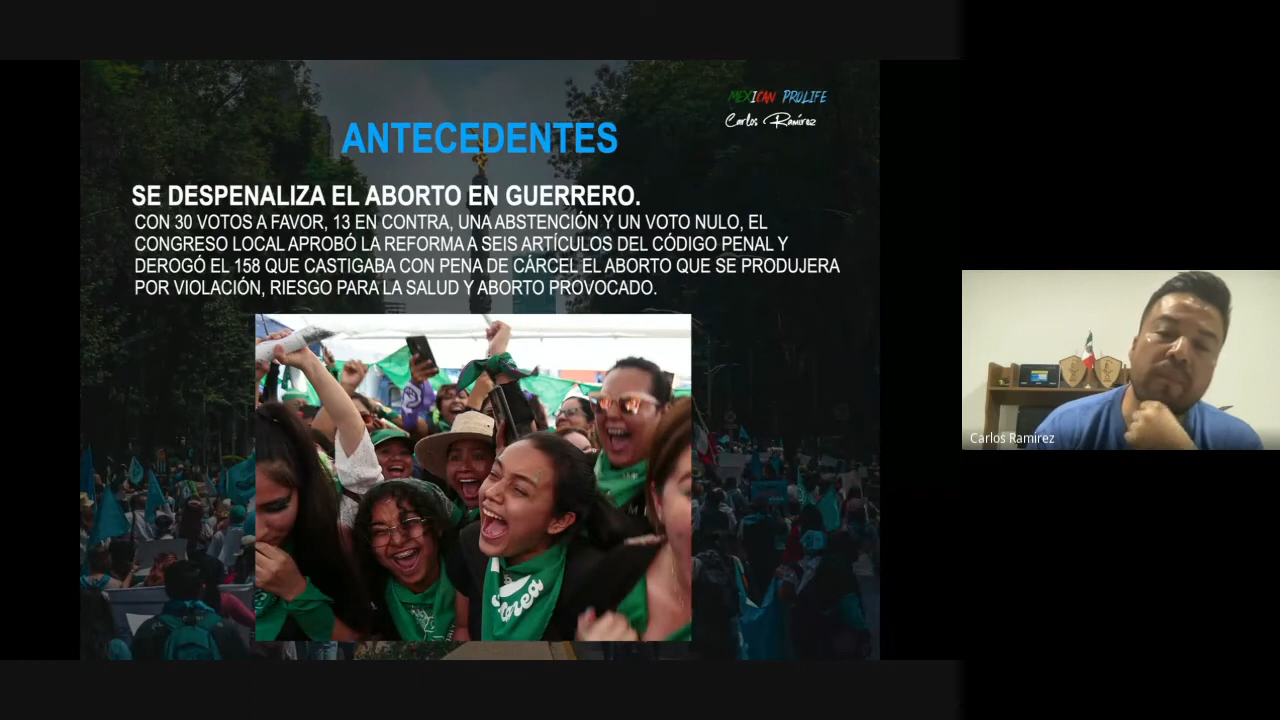 MEXICAN PROLIFE
Carlos Ramírez
ANTECEDENTES
SE DESPENALIZA EL ABORTO EN GUERRERO.
CON 30 VOTOS A FAVOR, 13 EN CONTRA, UNA ABSTENCIÓN Y UN VOTO NULO, EL
CONGRESO LOCAL APROBÓ LA REFORMA A SEIS ARTÍCULOS DEL CÓDIGO PENAL Y
DEROGÓ EL 158 QUE CASTIGABA CON PENA DE CÁRCEL EL ABORTO QUE SE PRODUJERA
POR VIOLACIÓN, RIESGO PARA LA SALUD Y ABORTO PROVOCADO.
Carlos Ramirez